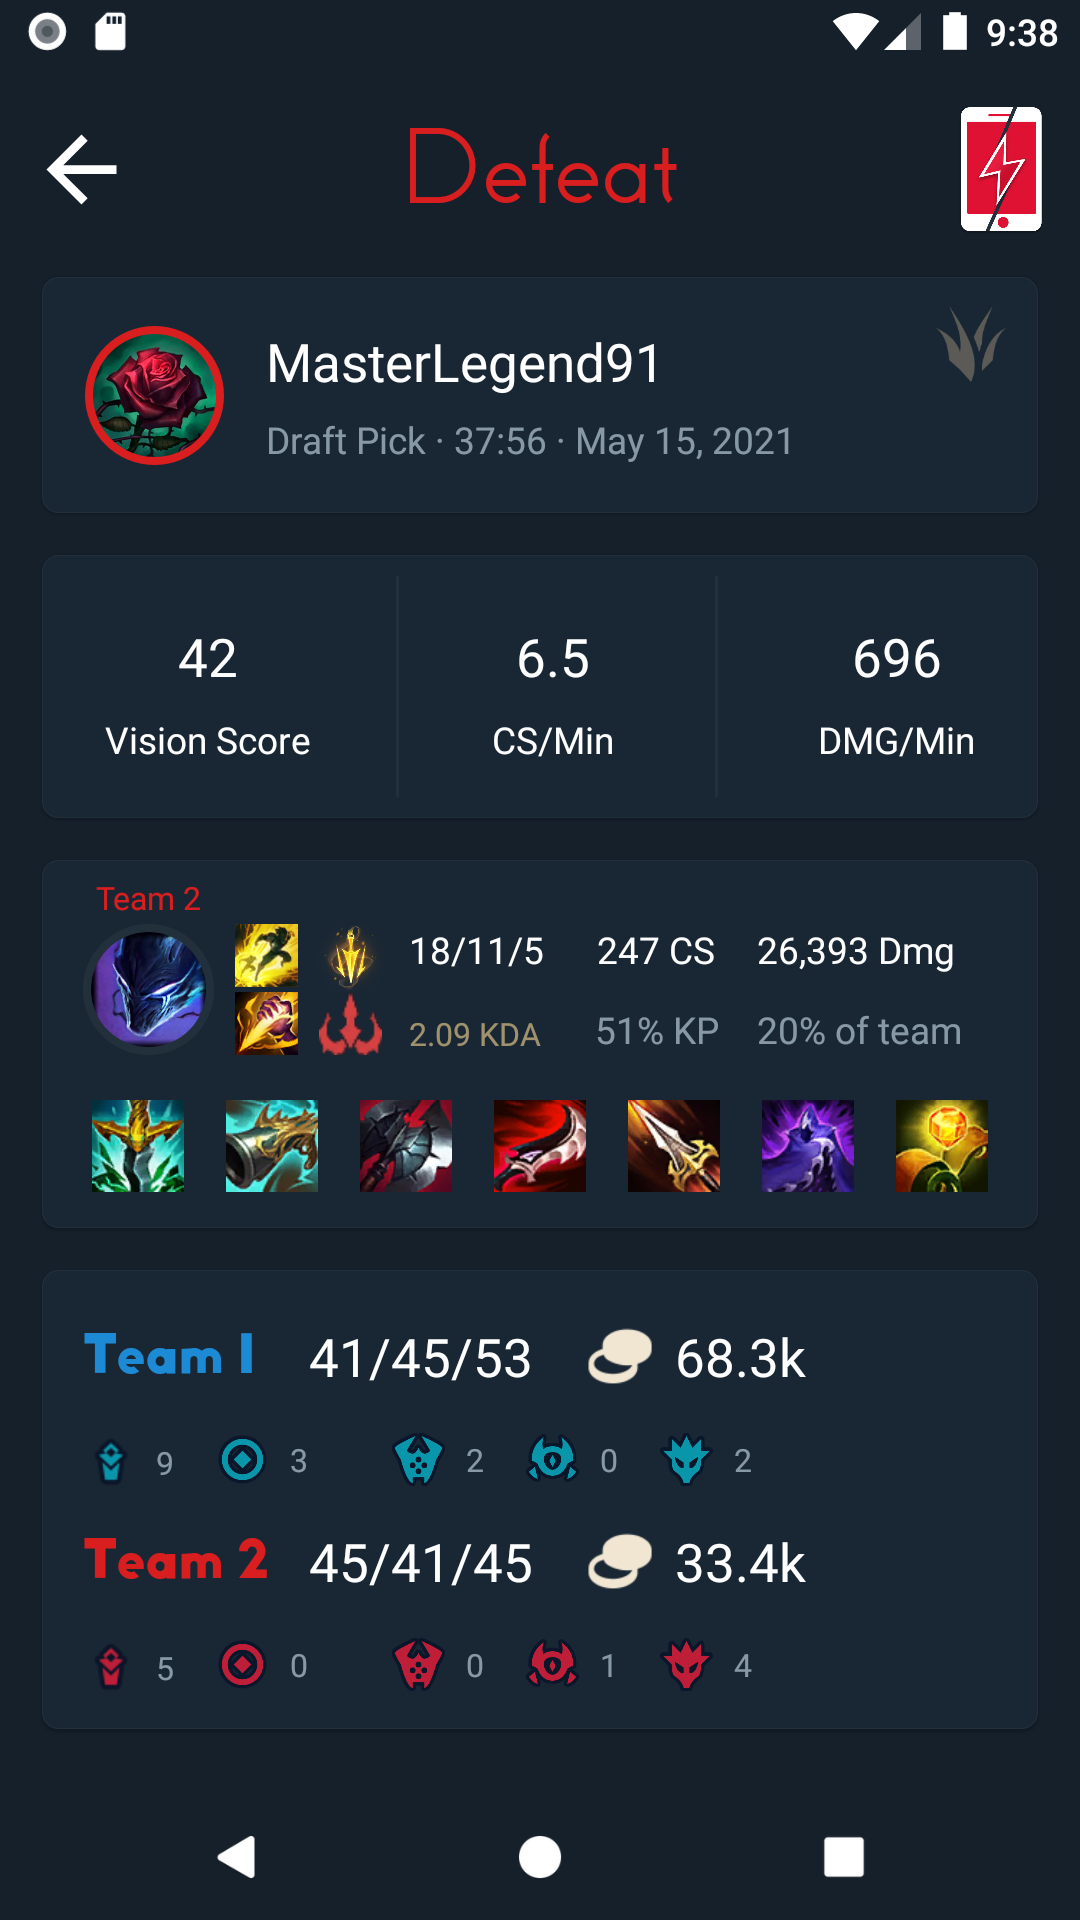 9:38
Defeat
MasterLegend91
Draft Pick · 37:56 · May 15, 2021
42 6.5 696
Vision Score CS/Min DMG/Min
Team 2
18/11/5 247 CS 26,393 Dmg
2.09 KDA 51% KP 20% of team
Team 1 41/45/53 68.3k
9 3 2 0 2
Team 2 45/41/45 33.4k
5 0 0 1 4